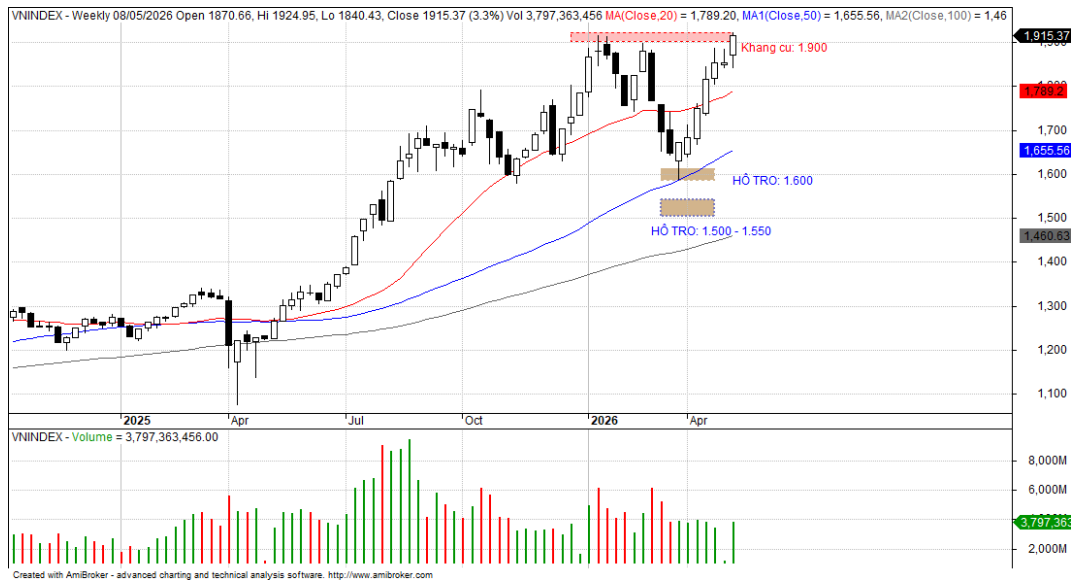 VNINDEX - Weekly 08/05/2026 Open 1870.66, Hi 1924.95, Lo 1840.43, Close 1915.37 (3.3%) Vol 3,797,363,456 MA(Close,20) = 1,789.20, MA1(Close,50) = 1,655.56, MA2(Close,100) = 1,46
1,915.37
Khang cu: 1.900
1,789.2
1,700
1,655.56
1,600
HỖ TRO: 1.600
1,500
HỖ TRO: 1.500 - 1.550
1,460.63
1,400
1,300
1,200
1,100
2025 Apr Jul Oct 2026 Apr
VNINDEX - Volume = 3,797,363,456.00
8,000M
6,000M
3,797,363
2,000M
Created with AmiBroker - advanced charting and technical analysis software. http://www.amibroker.com